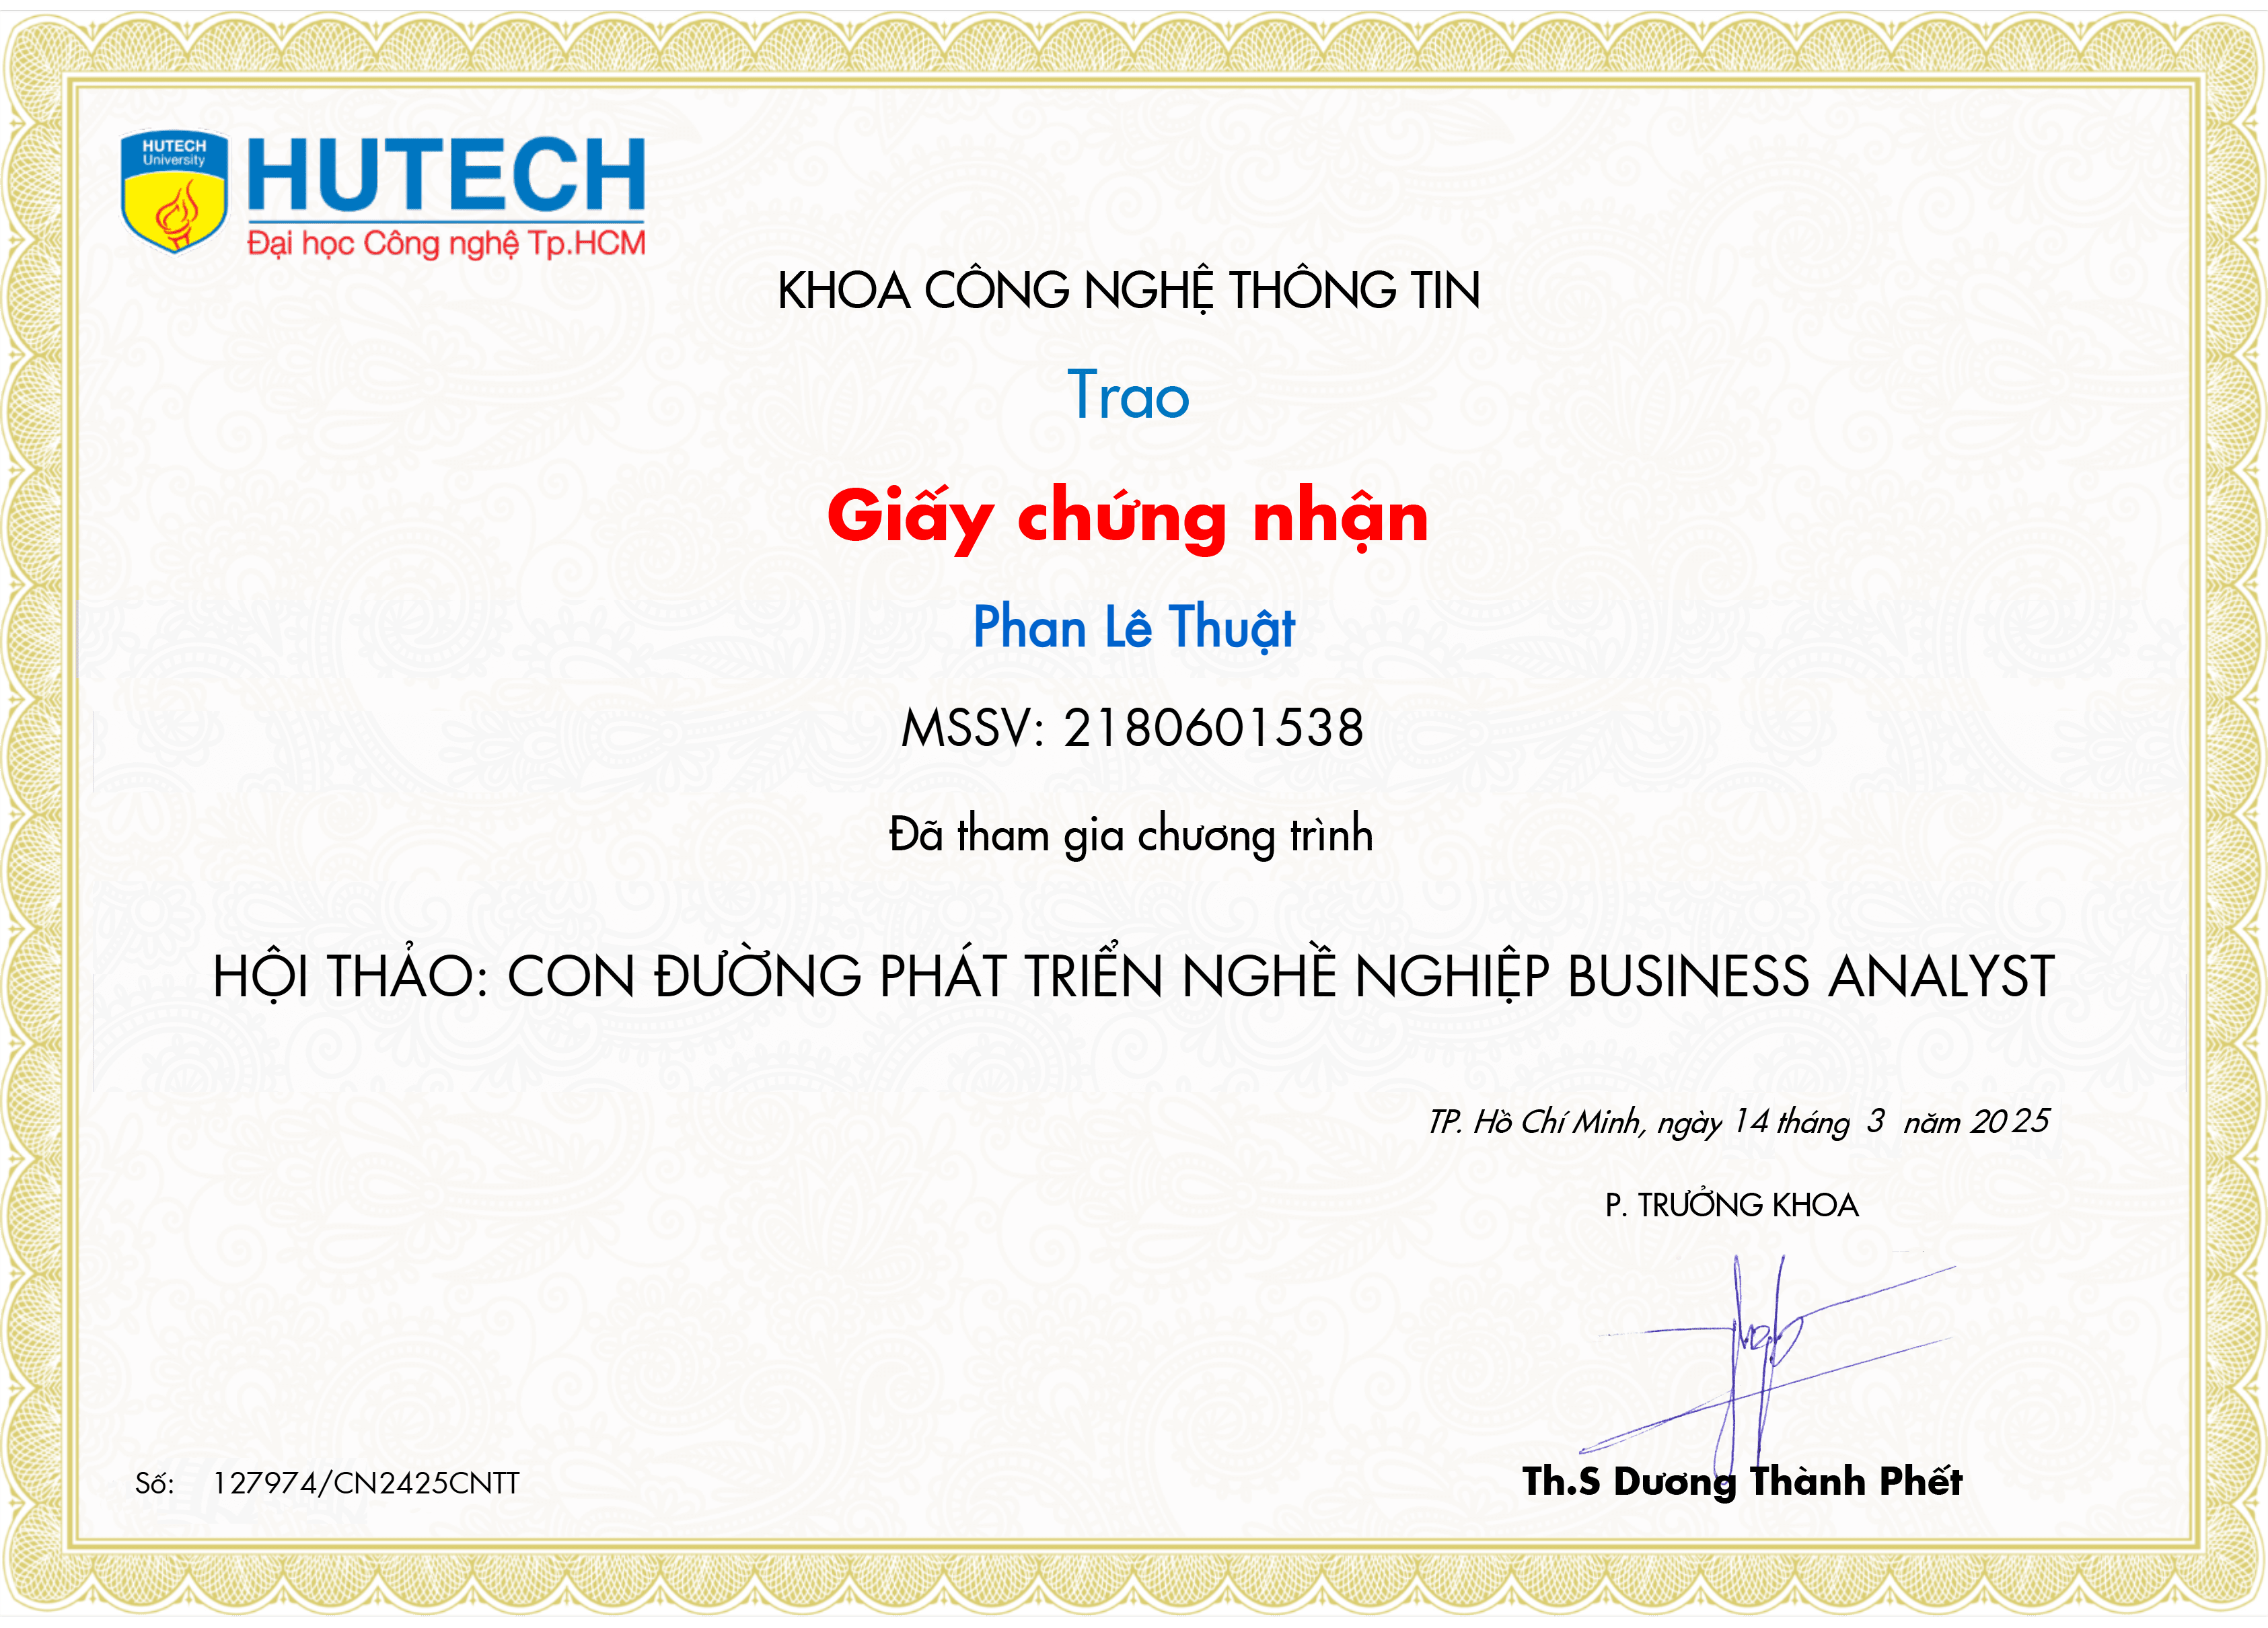 HUTECH
University
HUTECH
Đại học Công nghệ Tp.HCM
KHOA CÔNG NGHỆ THÔNG TIN
Trao
Giấy chứng nhận
Phan Lê Thuật
MSSV: 2180601538
Đã tham gia chương trình
HỘI THẢO: CON ĐƯỜNG PHÁT TRIỂN NGHỀ NGHIỆP BUSINESS ANALYST
TP. Hồ Chí Minh, ngày 14 tháng 3 năm 2025
P. TRƯỞNG KHOA
Th.S Dương Thành Phết
Số: 127974/CN2425CNTT